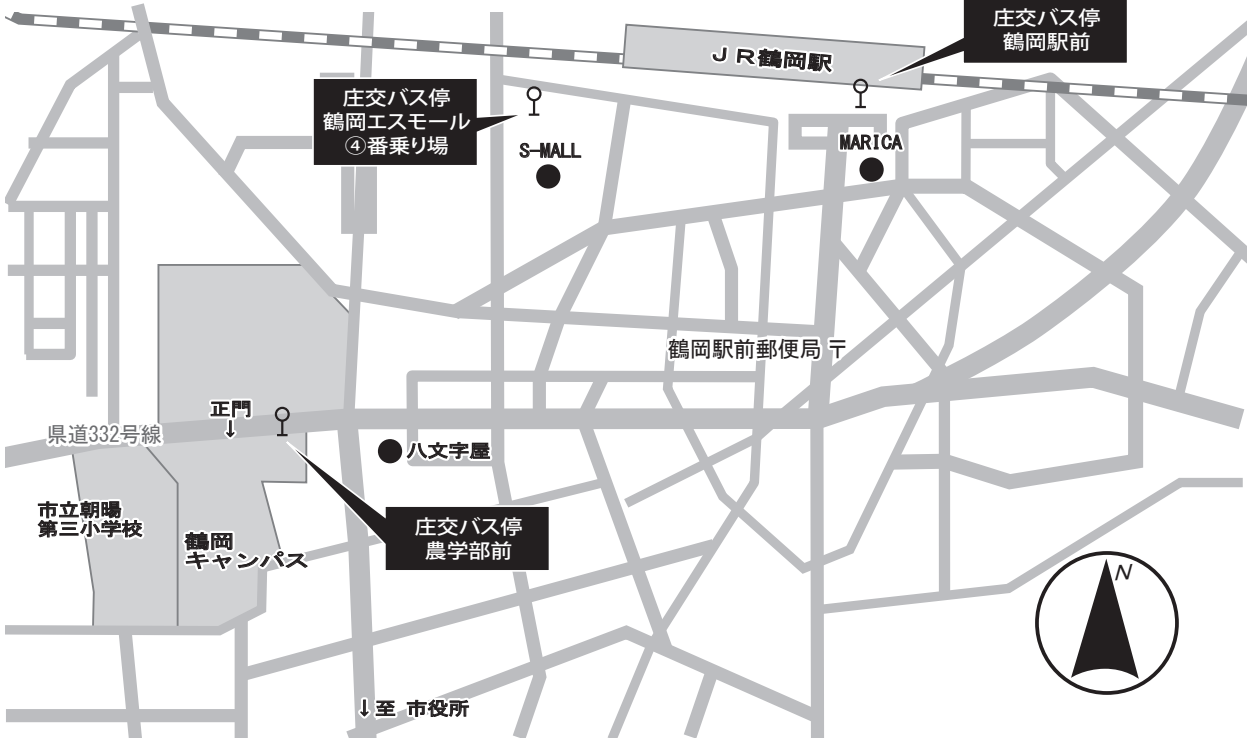 庄交バス停
鶴岡駅前
ＪＲ鶴岡駅
庄交バス停
鶴岡エスモール
④番乗り場
S-MALL
MARICA
鶴岡駅前郵便局 〒
正門
↓
県道332号線
八文字屋
市立朝暘
第三小学校
鶴岡
キャンパス
庄交バス停
農学部前
N
↓至 市役所